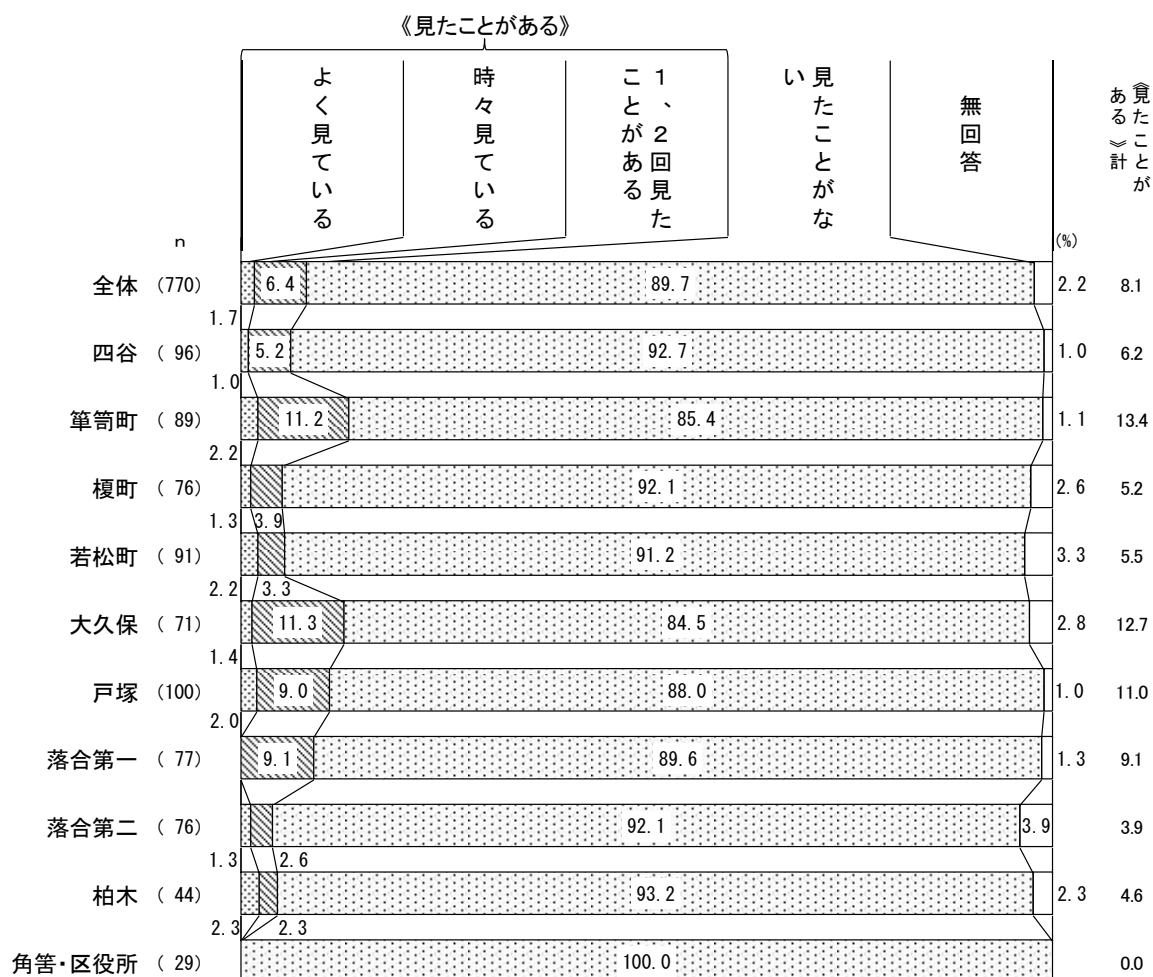 《見たことがある》
よく見ている
時々見ている
1、2回見た
ことがある
見たことがな
い
無回答
《見たことが
ある》計
n
(%)
全体 (770) 6.4 89.7 2.2 8.1
1.7
四谷 ( 96) 5.2 92.7 1.0 6.2
1.0
箪笥町 ( 89) 11.2 85.4 1.1 13.4
2.2
榎町 ( 76) 92.1 2.6 5.2
1.3 3.9
若松町 ( 91) 91.2 3.3 5.5
2.2 3.3
大久保 ( 71) 11.3 84.5 2.8 12.7
1.4
戸塚 (100) 9.0 88.0 1.0 11.0
2.0
落合第一 ( 77) 9.1 89.6 1.3 9.1
落合第二 ( 76) 92.1 3.9 3.9
1.3 2.6
柏木 ( 44) 93.2 2.3 4.6
2.3 2.3
角筈・区役所 ( 29) 100.0 0.0